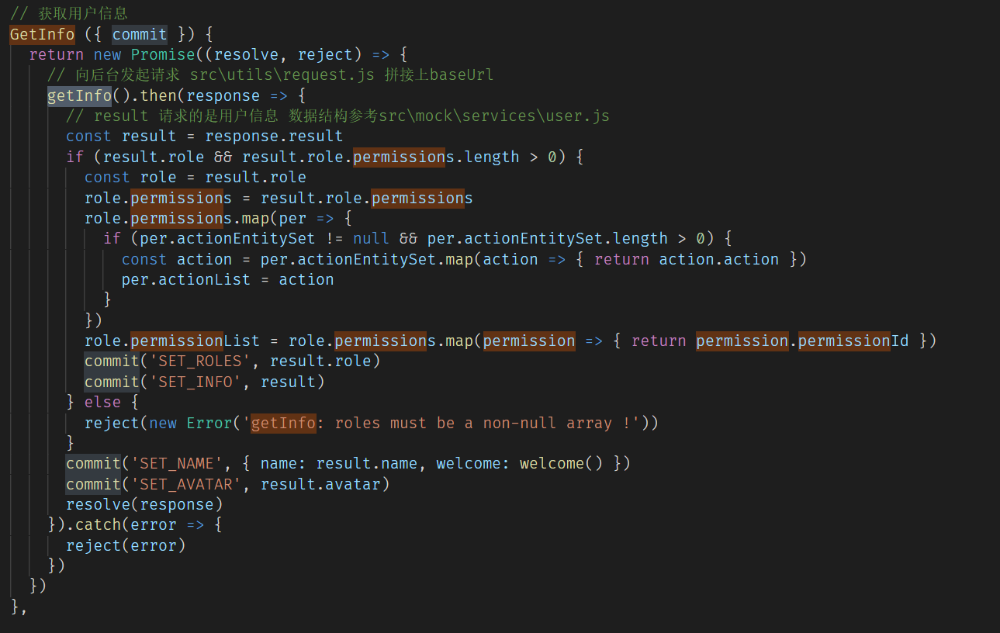 // 获取用户信息
GetInfo ({ commit }) {
return new Promise((resolve, reject) => {
// 向后台发起请求 src\utils\request.js 拼接上baseUrl
getInfo().then(response => {
// result 请求的是用户信息 数据结构参考src\mock\services\user.js
const result = response.result
if (result.role && result.role.permissions.length > 0) {
const role = result.role
role.permissions = result.role.permissions
role.permissions.map(per => {
if (per.actionEntitySet != null && per.actionEntitySet.length > 0) {
const action = per.actionEntitySet.map(action => { return action.action })
per.actionList = action
}
})
role.permissionList = role.permissions.map(permission => { return permission.permissionId })
commit('SET_ROLES', result.role)
commit('SET_INFO', result)
} else {
reject(new Error('getInfo: roles must be a non-null array !'))
}
commit('SET_NAME', { name: result.name, welcome: welcome() })
commit('SET_AVATAR', result.avatar)
resolve(response)
}).catch(error => {
reject(error)
})
})
},